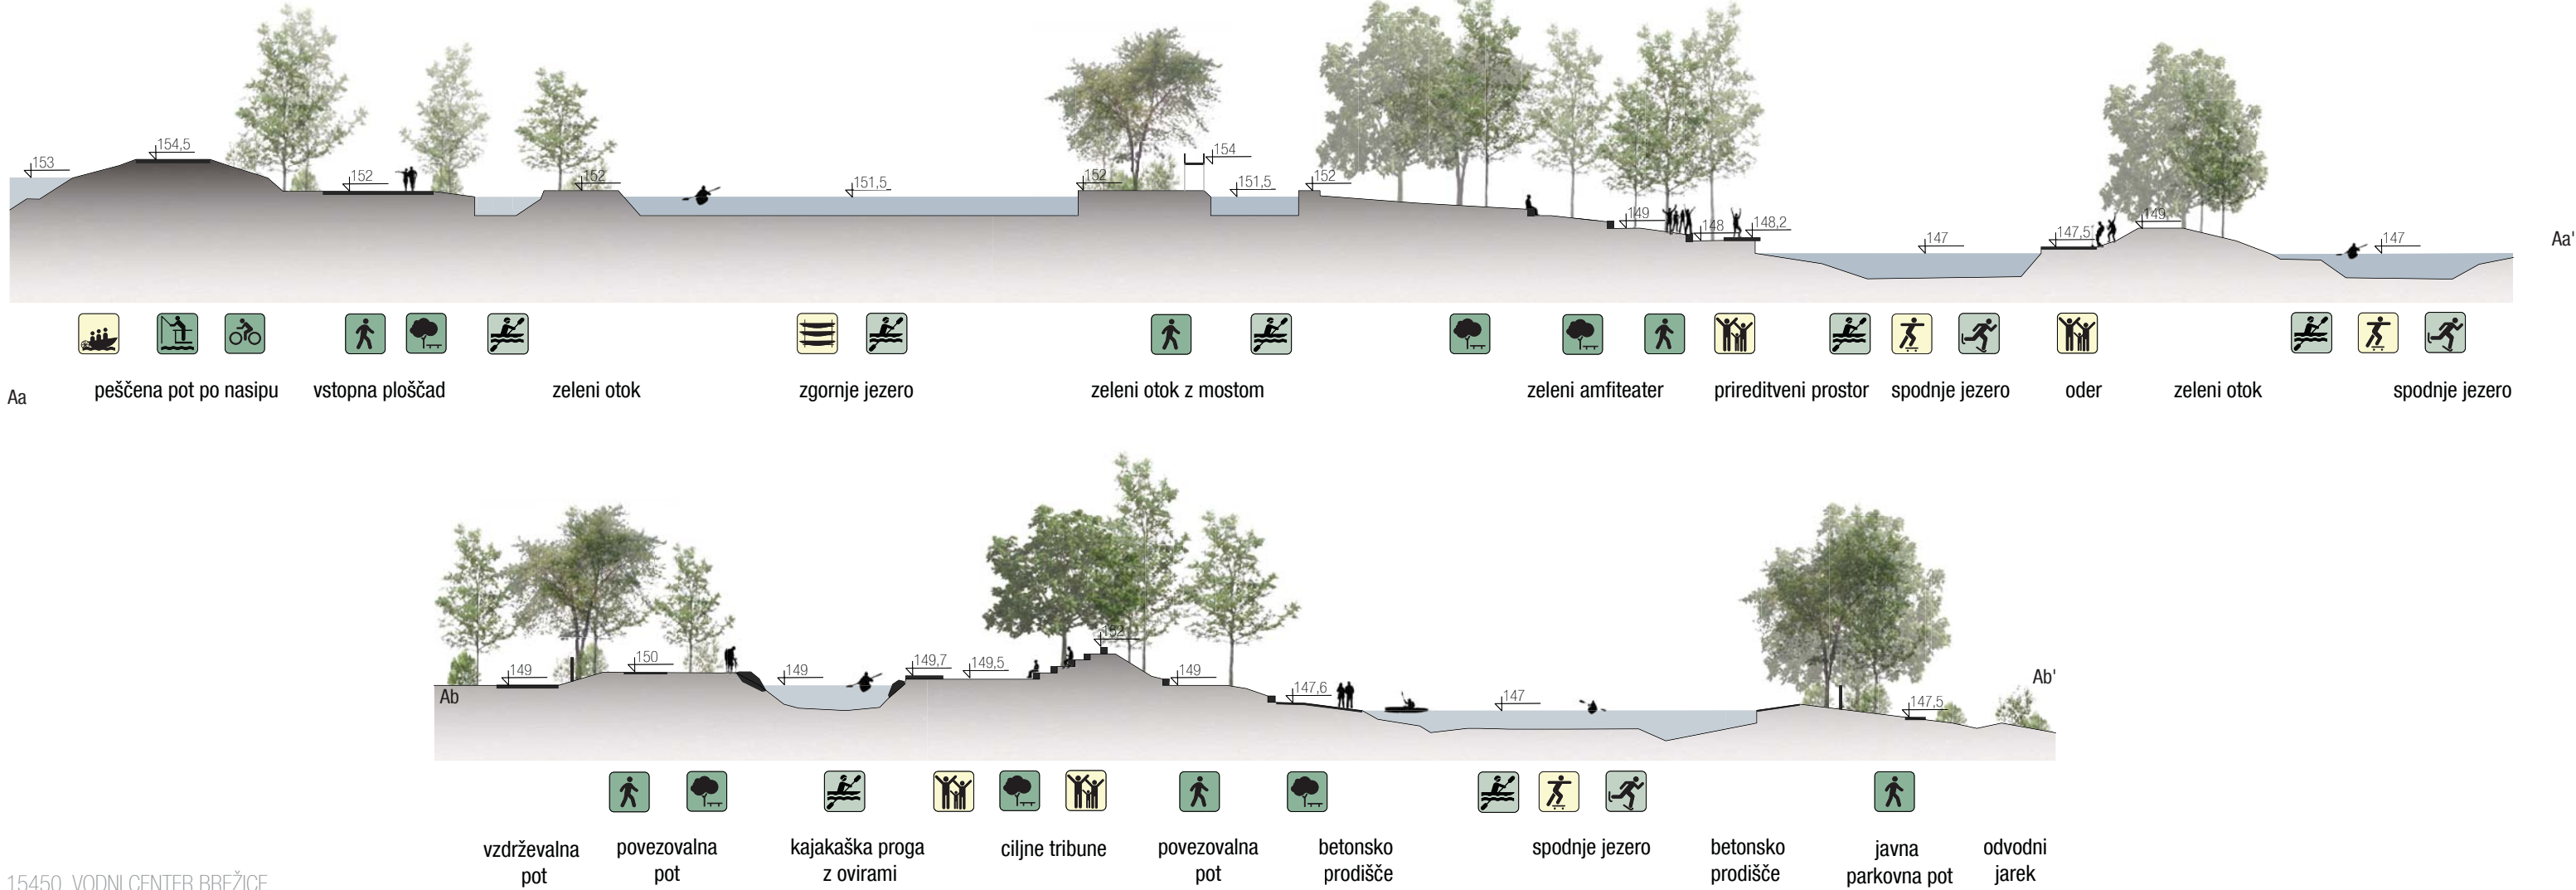 153
154,5
152
152
151,5
152
154
151,5
152
149
148
148,2
147
147,5
149
147
Aa'
Aa
peščena pot po nasipu
vstopna ploščad
zeleni otok
zgornje jezero
zeleni otok z mostom
zeleni amfiteater
prireditveni prostor
spodnje jezero
oder
zeleni otok
spodnje jezero
Ab
149
150
149
149,7
149,5
152
149
147,6
147
147,5
Ab'
vzdrževalna
pot
povezovalna
pot
kajakaška proga
z ovirami
ciljne tribune
povezovalna
pot
betonsko
prodišče
spodnje jezero
betonsko
prodišče
javna
parkovna pot
odvodni
jarek
15450 VODNI CENTER BREŽICE